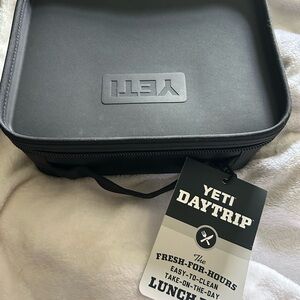 YETI
YETI
DAYTRIP
The
FRESH-FOR-HOURS
EASY-TO-CLEAN
TAKE-ON-THE-DAY
LUNCH